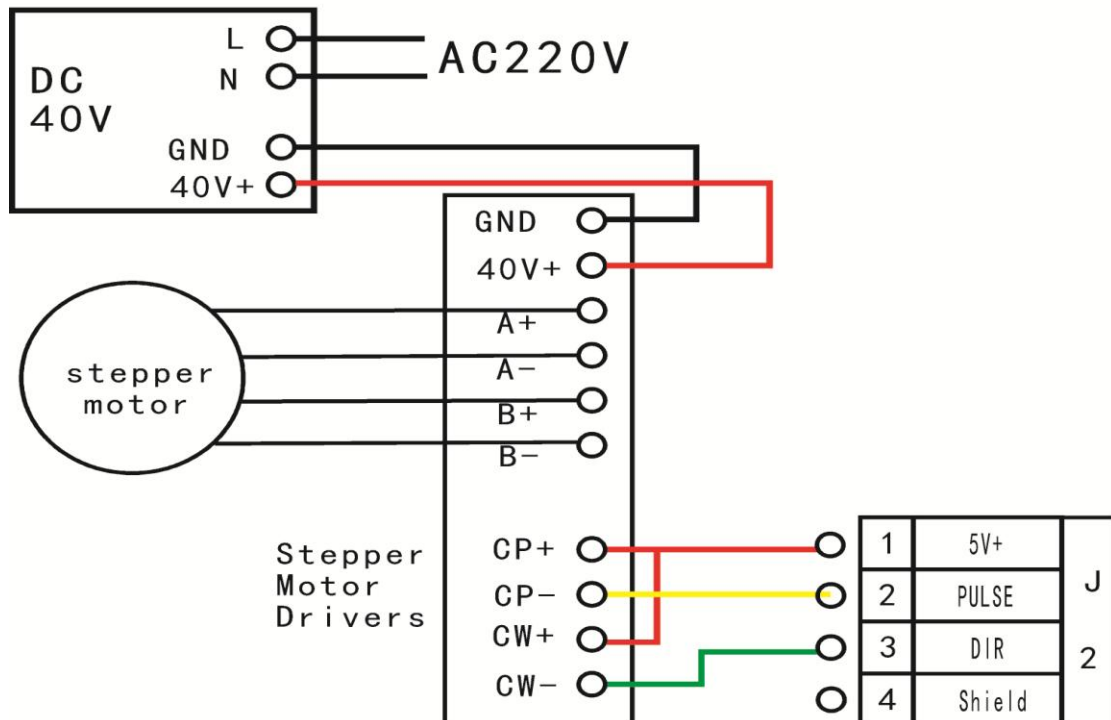 L
N
AC220V
DC
40V
GND
40V+
GND
40V+
A+
A-
B+
B-
stepper
motor
Stepper
Motor
Drivers
CP+
CP-
CW+
CW-
1 5V+
2 PULSE
3 DIR
4 Shield
J
2